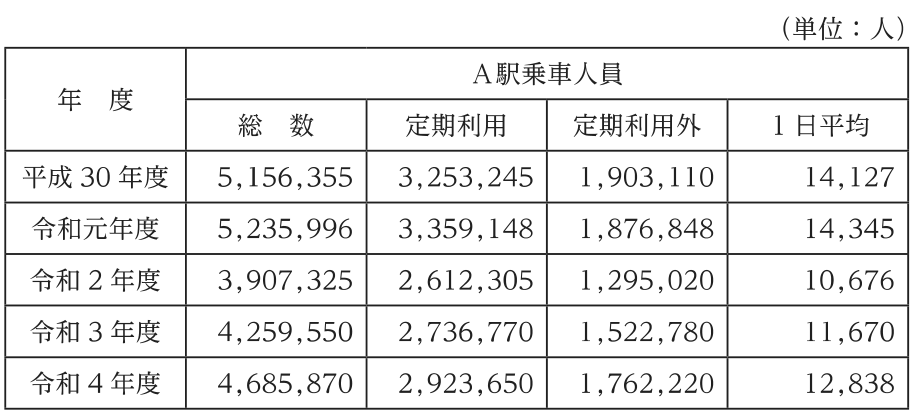 （単位：人）
年　度 A駅乗車人員
総　数 定期利用 定期利用外 1日平均
平成30年度 5,156,355 3,253,245 1,903,110 14,127
令和元年度 5,235,996 3,359,148 1,876,848 14,345
令和2年度 3,907,325 2,612,305 1,295,020 10,676
令和3年度 4,259,550 2,736,770 1,522,780 11,670
令和4年度 4,685,870 2,923,650 1,762,220 12,838